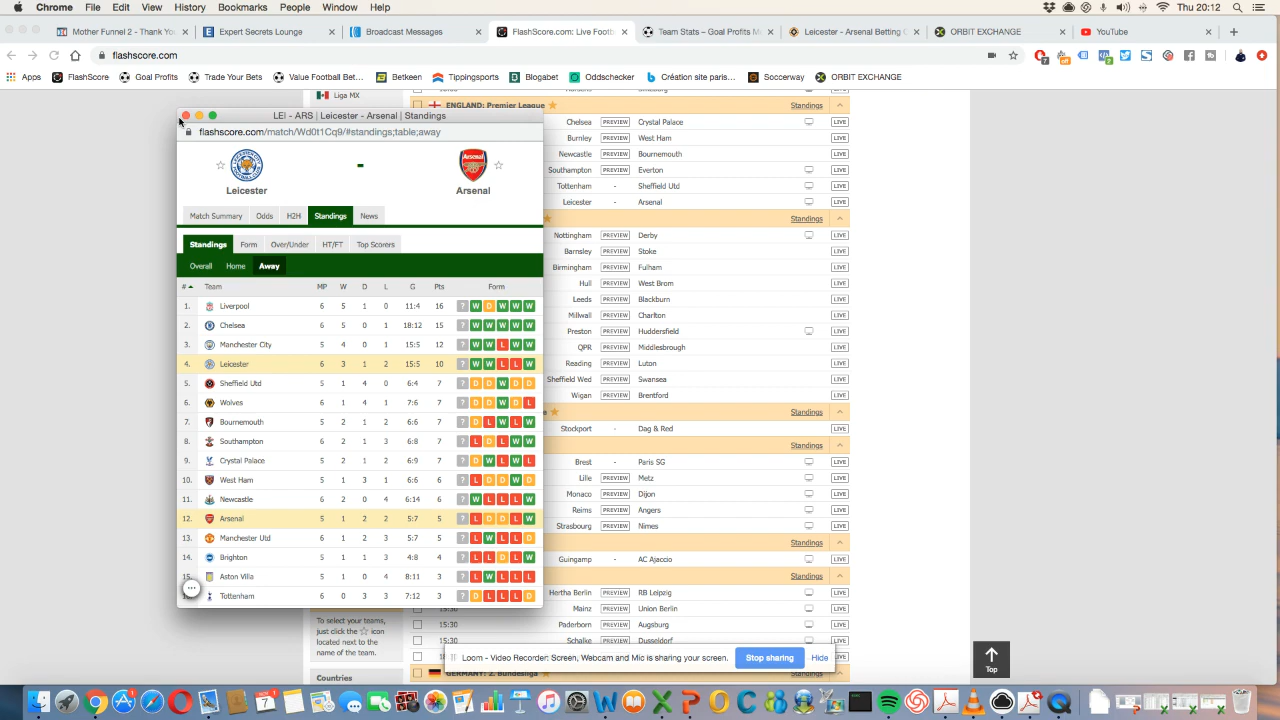 Chrome File Edit View History Bookmarks People Window Help Thu 20:12
Mother Funnel 2 - Thank You Expert Secrets Lounge Broadcast Messages FlashScore.com: Live Footb Team Stats – Goal Profits M Leicester - Arsenal Betting O ORBIT EXCHANGE YouTube
flashscore.com
Apps FlashScore Goal Profits Trade Your Bets Value Football Bet... Betkeen Tippingsports Blogabet Oddschecker Création site pare... Soccerway ORBIT EXCHANGE
Liga MX
ENGLAND: Premier League Standings
LEI - ARS | Leicester - Arsenal | Standings
flashscore.com/match/Wd0t1Cq9/#standings;table;away
Leicester - Arsenal
Match Summary Odds H2H Standings News
Standings Form Over/Under HT/FT Top Scorers
Overall Home Away
# Team MP W D L G Pts Form
1. Liverpool 6 5 1 0 11:4 16 ? W D W W W
2. Chelsea 6 5 0 1 18:12 15 ? W W W W W
3. Manchester City 5 4 0 1 15:5 12 ? W W L W W
4. Leicester 6 3 1 2 15:5 10 ? W W L L W
5. Sheffield Utd 5 1 4 0 6:4 7 ? D D W D D
6. Wolves 6 1 4 1 7:6 7 ? D D W D L
7. Bournemouth 5 2 1 2 6:6 7 ? D L W L W
8. Southampton 6 2 1 3 6:8 7 ? L D L W W
9. Crystal Palace 5 2 1 2 6:9 7 ? D W L W L
10. West Ham 5 1 3 1 6:6 6 ? L D D W D
11. Newcastle 6 2 0 4 6:14 6 ? W L L L W
12. Arsenal 5 1 2 2 5:7 5 ? L D D L W
13. Manchester Utd 6 1 2 3 5:7 5 ? L W L L D
14. Brighton 5 1 1 3 4:8 4 ? L L D L W
15. Aston Villa 5 1 0 4 8:11 3 ? L W L L L
Tottenham 6 0 3 3 7:12 3 ? D L L L D
Chelsea PREVIEW Crystal Palace LIVE
Burnley PREVIEW West Ham LIVE
Newcastle PREVIEW Bournemouth LIVE
Southampton PREVIEW Everton LIVE
Tottenham - Sheffield Utd LIVE
Leicester - Arsenal LIVE
Standings
Nottingham PREVIEW Derby LIVE
Barnsley PREVIEW Stoke LIVE
Birmingham PREVIEW Fulham LIVE
Hull PREVIEW West Brom LIVE
Leeds PREVIEW Blackburn LIVE
Millwall PREVIEW Charlton LIVE
Preston PREVIEW Huddersfield LIVE
QPR PREVIEW Middlesbrough LIVE
Reading PREVIEW Luton LIVE
Sheffield Wed PREVIEW Swansea LIVE
Wigan PREVIEW Brentford LIVE
Standings
Stockport - Dag & Red LIVE
Standings
Brest - Paris SG LIVE
Lille PREVIEW Metz LIVE
Monaco PREVIEW Dijon LIVE
Reims PREVIEW Angers LIVE
Strasbourg PREVIEW Nimes LIVE
Standings
Guingamp - AC Ajaccio LIVE
Standings
Hertha Berlin PREVIEW RB Leipzig LIVE
15:30 Mainz PREVIEW Union Berlin LIVE
15:30 Paderborn PREVIEW Augsburg LIVE
15:30 Schalke PREVIEW Dusseldorf LIVE
LIVE
GERMANY: 2. Bundesliga Standings
To select your teams,
just click the icon
located next to the
name of the team.
Countries
Loom - Video Recorder: Screen, Webcam and Mic is sharing your screen. Stop sharing Hide
Top